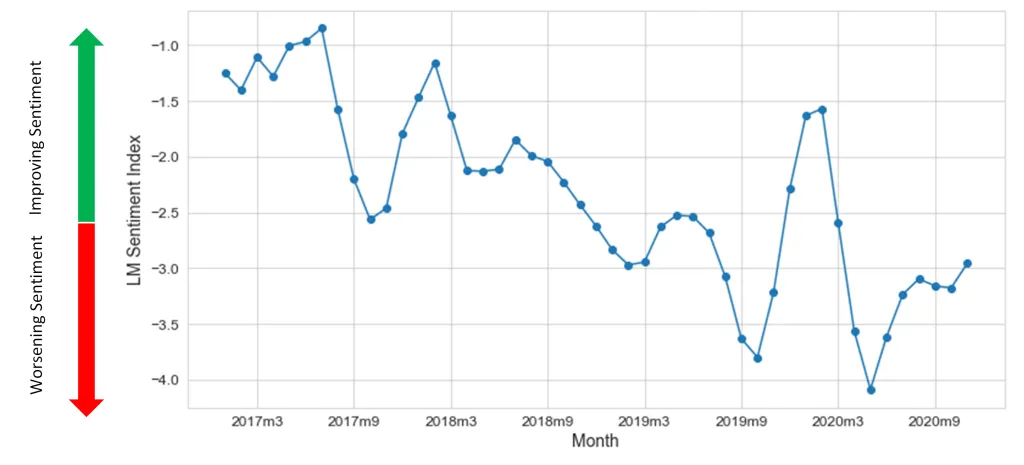 Improving Sentiment
Worsening Sentiment
LM Sentiment Index
−1.0
−1.5
−2.0
−2.5
−3.0
−3.5
−4.0
2017m3 2017m9 2018m3 2018m9 2019m3 2019m9 2020m3 2020m9
Month